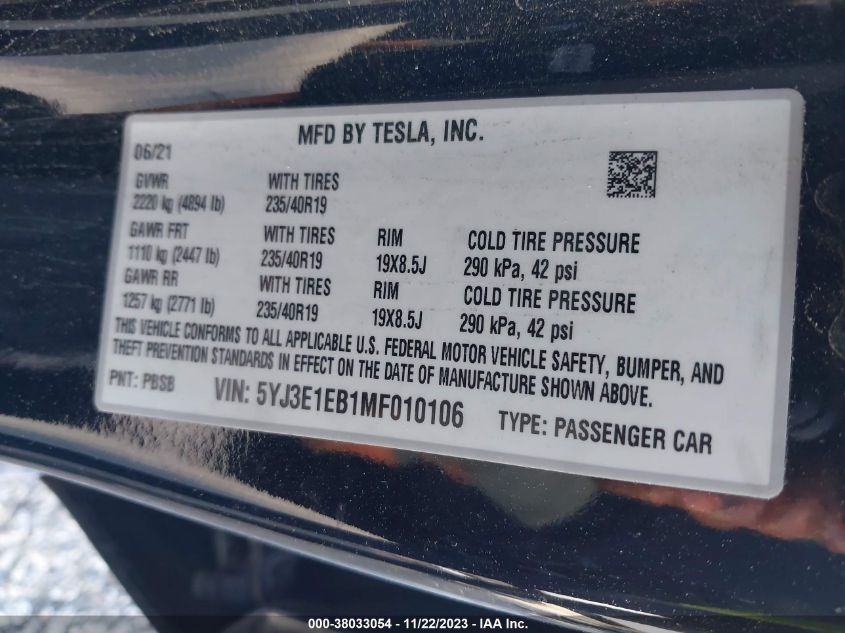 MFD BY TESLA, INC.
06/21
GVWR WITH TIRES
2220 kg (4894 lb) 235/40R19
GAWR FRT WITH TIRES RIM COLD TIRE PRESSURE
1110 kg (2447 lb) 235/40R19 19X8.5J 290 kPa, 42 psi
GAWR RR WITH TIRES RIM COLD TIRE PRESSURE
1257 kg (2771 lb) 235/40R19 19X8.5J 290 kPa, 42 psi
THIS VEHICLE CONFORMS TO ALL APPLICABLE U.S. FEDERAL MOTOR VEHICLE SAFETY, BUMPER, AND
THEFT PREVENTION STANDARDS IN EFFECT ON THE DATE OF MANUFACTURE SHOWN ABOVE.
PNT: PBSB VIN: 5YJ3E1EB1MF010106 TYPE: PASSENGER CAR
000-38033054 - 11/22/2023 - IAA Inc.